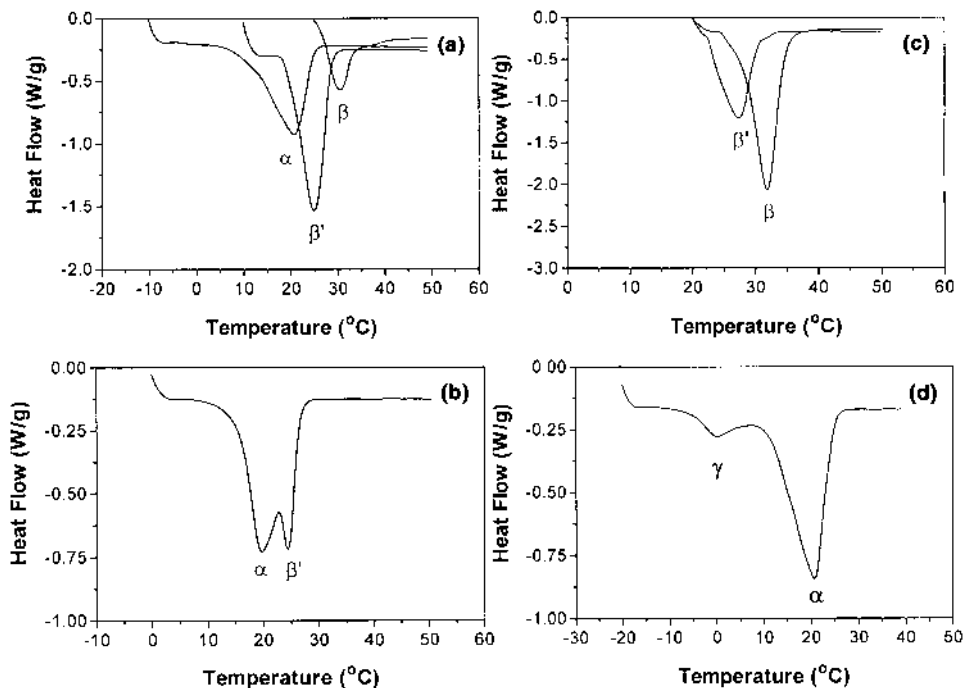 (a)
Heat Flow (W/g)
0.0
-0.5
-1.0
-1.5
-2.0
α
β'
β
-20 -10 0 10 20 30 40 50 60
Temperature (°C)
(c)
Heat Flow (W/g)
0.0
-0.5
-1.0
-1.5
-2.0
-2.5
-3.0
β'
β
0 10 20 30 40 50 60
Temperature (°C)
(b)
Heat Flow (W/g)
0.00
-0.25
-0.50
-0.75
-1.00
α
β'
-10 0 10 20 30 40 50 60
Temperature (°C)
(d)
Heat Flow (W/g)
0.00
-0.25
-0.50
-0.75
-1.00
γ
α
-30 -20 -10 0 10 20 30 40 50
Temperature (°C)